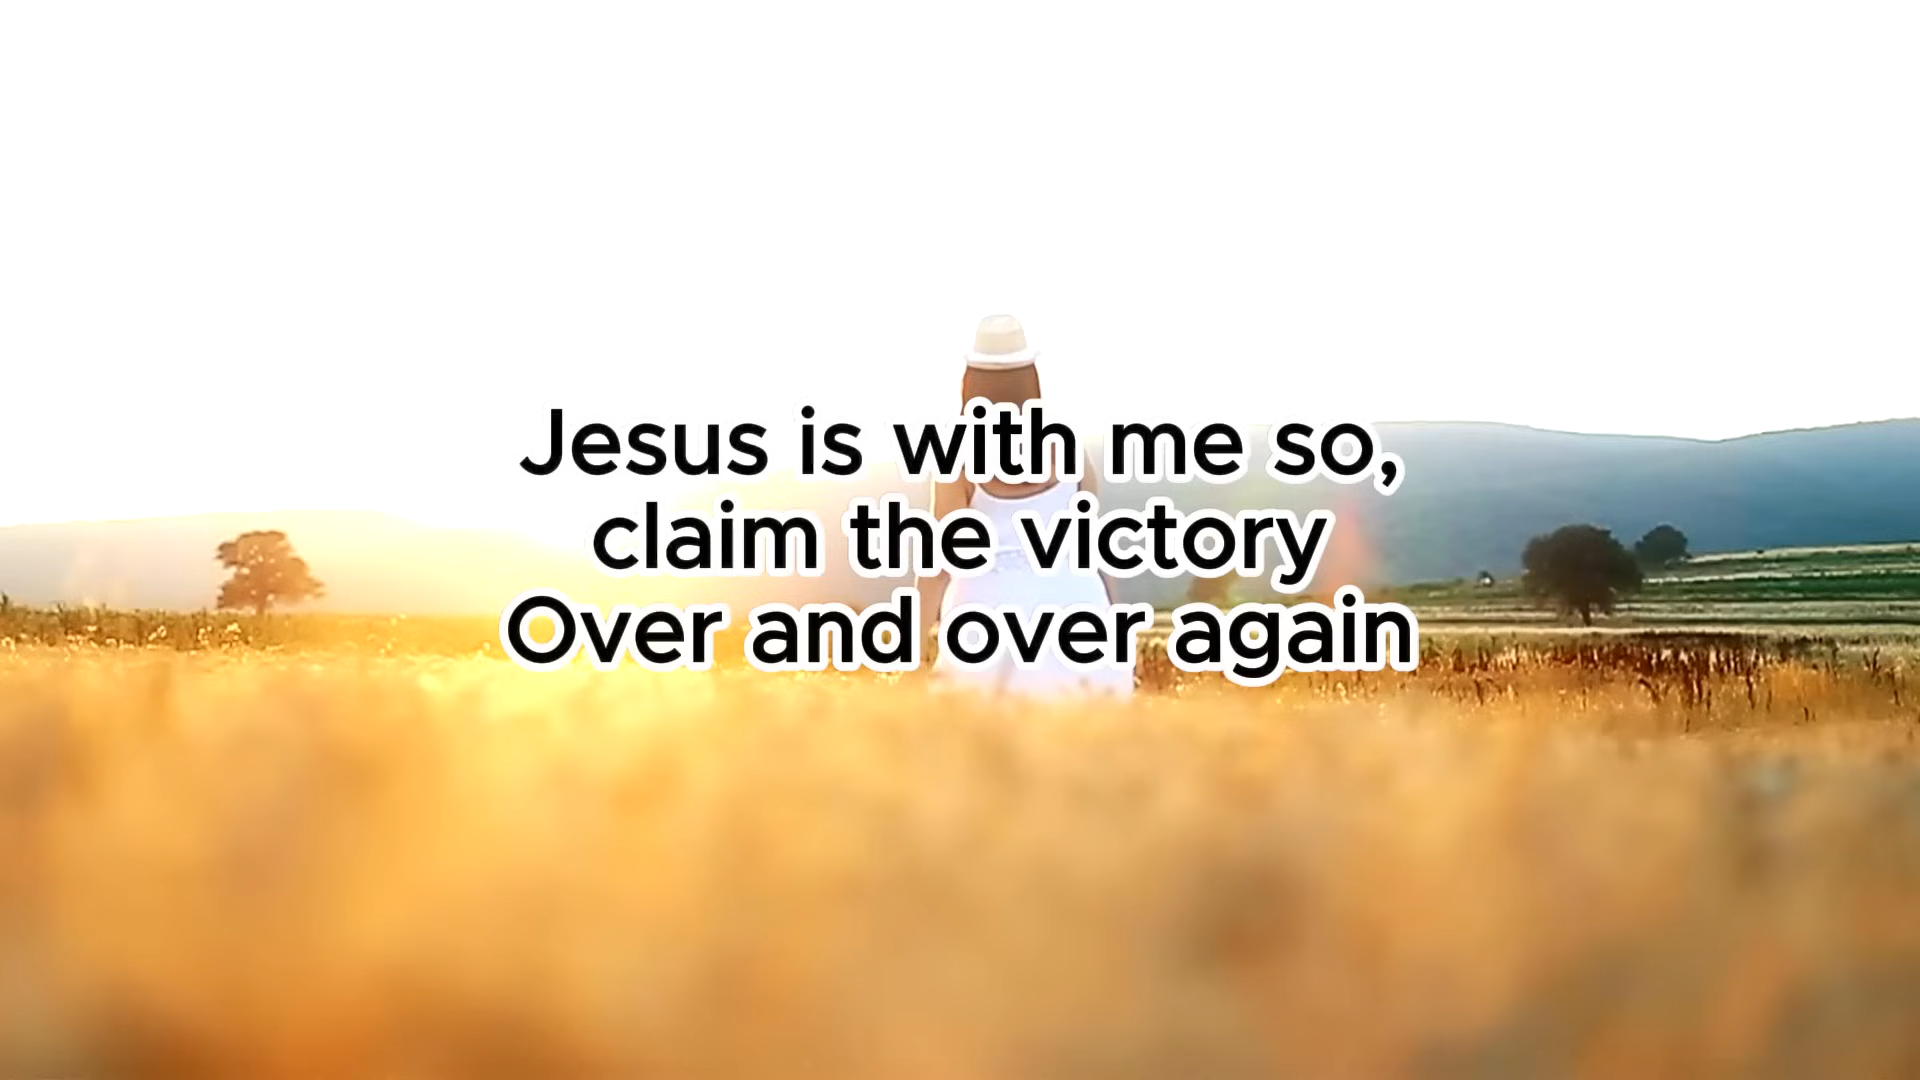 Jesus is with me so,
claim the victory
Over and over again